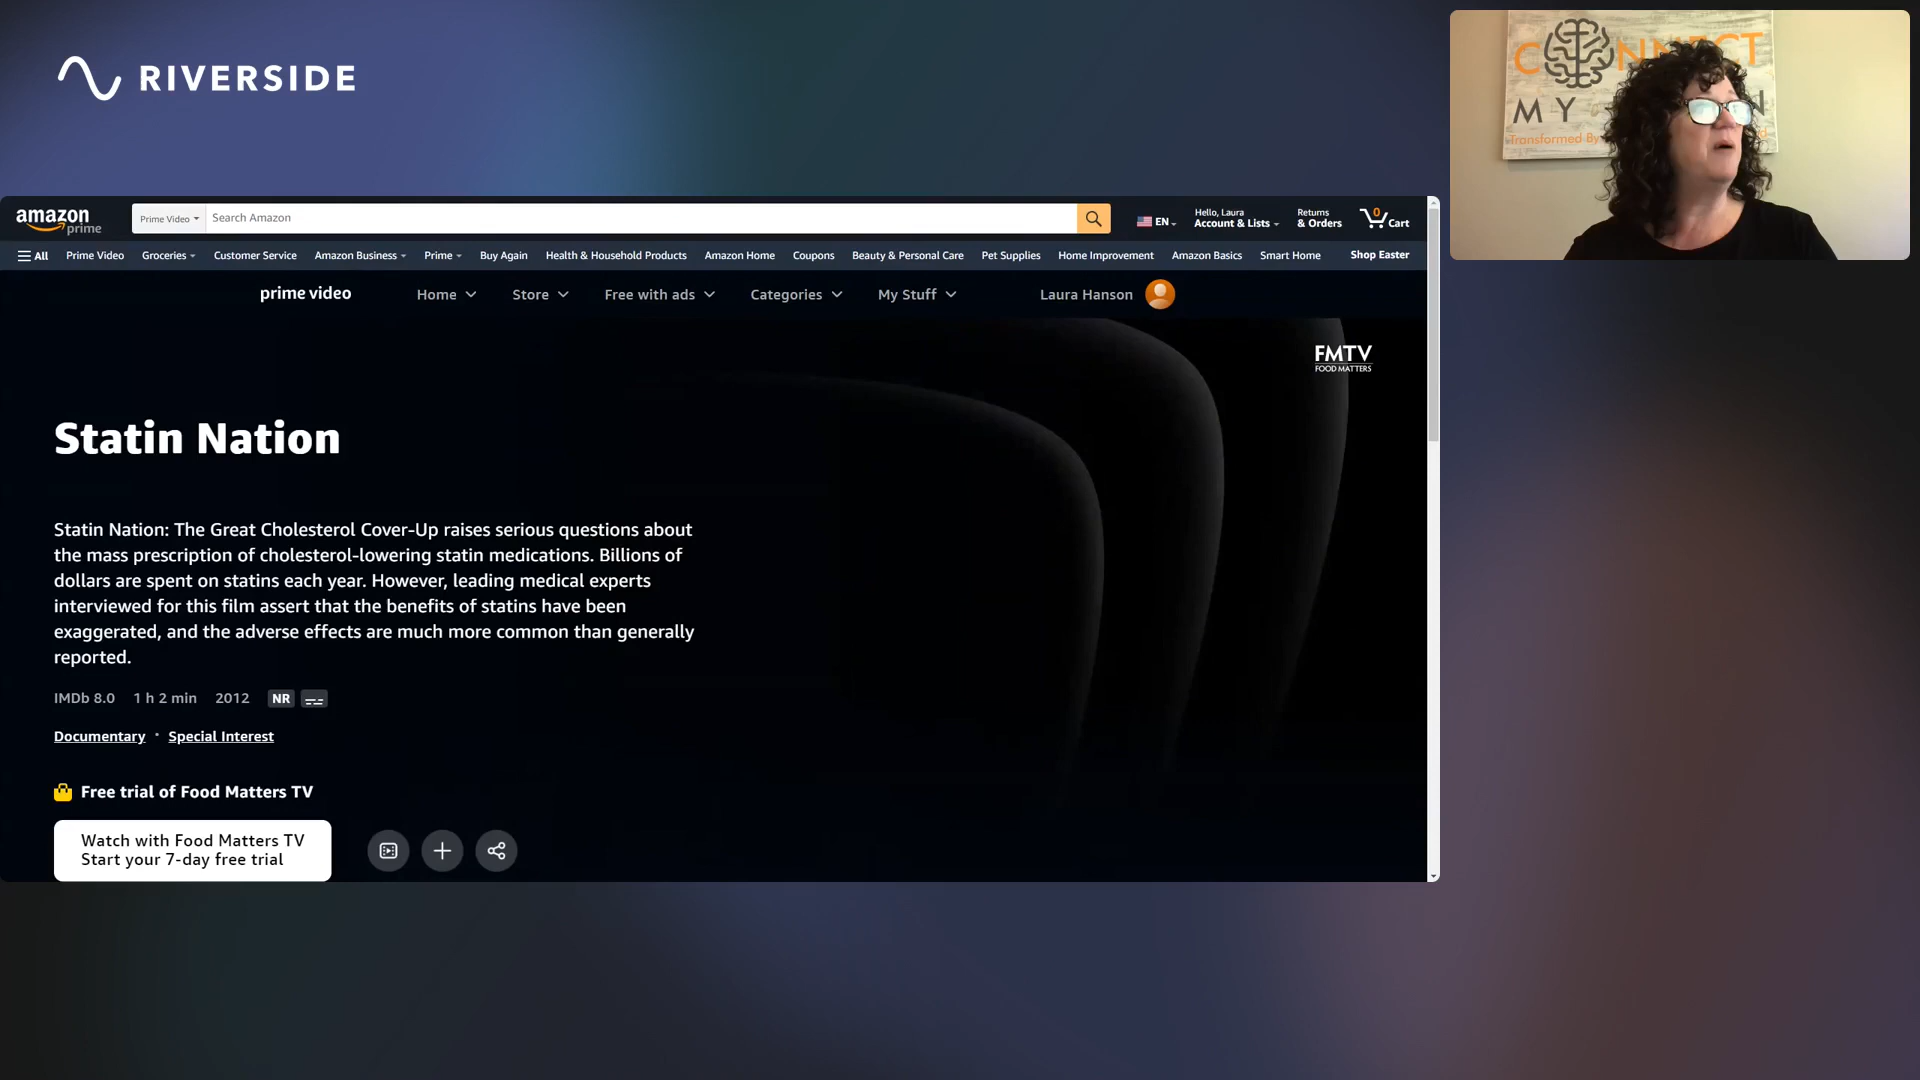 RIVERSIDE
CONNECT
MY
Transformed By
amazon prime
Prime Video
Search Amazon
EN
Hello, Laura
Account & Lists
Returns
& Orders
0
Cart
All
Prime Video
Groceries
Customer Service
Amazon Business
Prime
Buy Again
Health & Household Products
Amazon Home
Coupons
Beauty & Personal Care
Pet Supplies
Home Improvement
Amazon Basics
Smart Home
Shop Easter
prime video
Home
Store
Free with ads
Categories
My Stuff
Laura Hanson
FMTV
FOOD MATTERS
Statin Nation
Statin Nation: The Great Cholesterol Cover-Up raises serious questions about
the mass prescription of cholesterol-lowering statin medications. Billions of
dollars are spent on statins each year. However, leading medical experts
interviewed for this film assert that the benefits of statins have been
exaggerated, and the adverse effects are much more common than generally
reported.
IMDb 8.0 1 h 2 min 2012 NR
Documentary · Special Interest
Free trial of Food Matters TV
Watch with Food Matters TV
Start your 7-day free trial